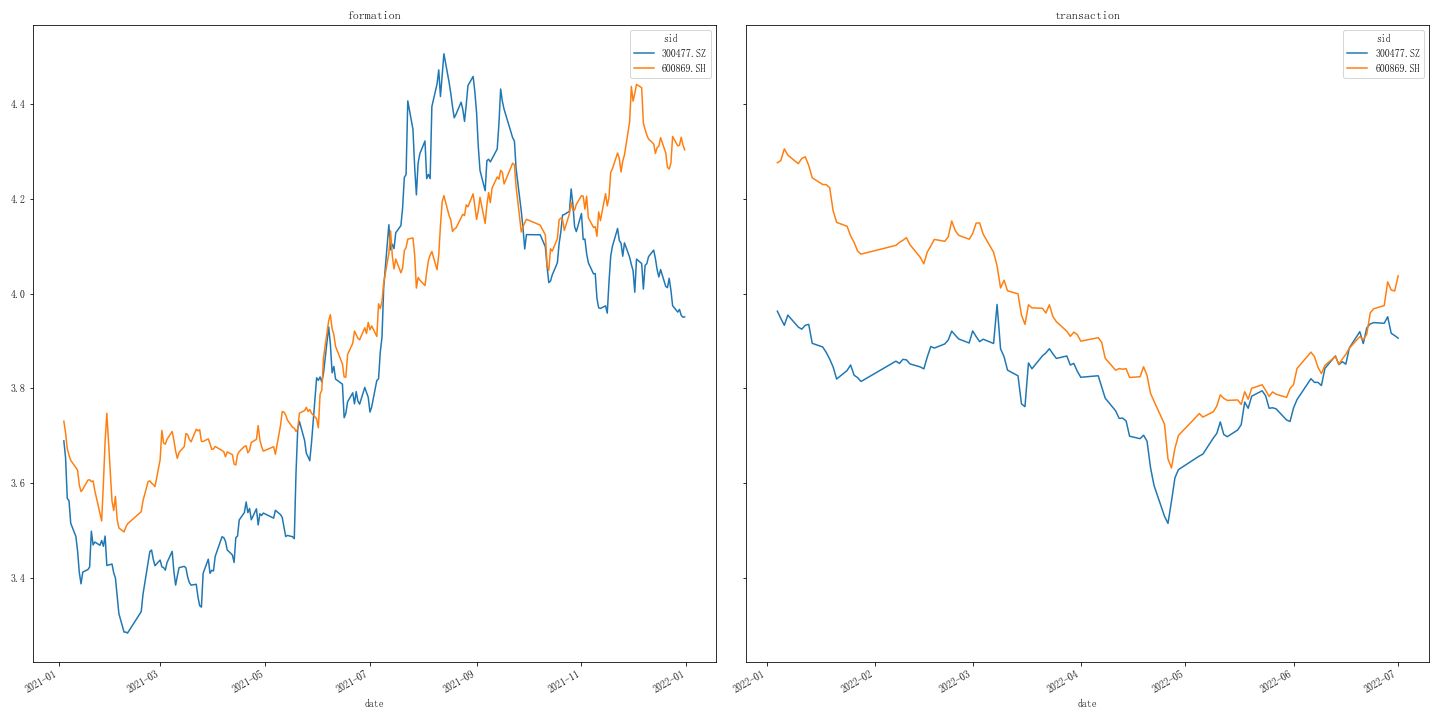 formation
transaction
sid
300477.SZ
600869.SH
sid
300477.SZ
600869.SH
4.4
4.2
4.0
3.8
3.6
3.4
2021-01
2021-03
2021-05
2021-07
2021-09
2021-11
2022-01
2022-01
2022-02
2022-03
2022-04
2022-05
2022-06
2022-07
date
date